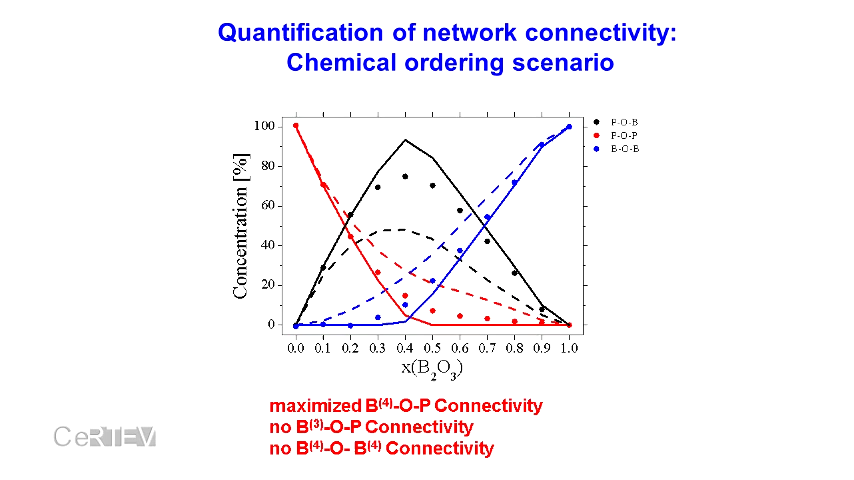 Quantification of network connectivity:
Chemical ordering scenario
P-O-B
P-O-P
B-O-B
100
80
60
40
20
0
Concentration [%]
0.0 0.1 0.2 0.3 0.4 0.5 0.6 0.7 0.8 0.9 1.0
x(B₂O₃)
maximized B⁽⁴⁾-O-P Connectivity
no B⁽³⁾-O-P Connectivity
no B⁽⁴⁾-O- B⁽⁴⁾ Connectivity
CeRTEV